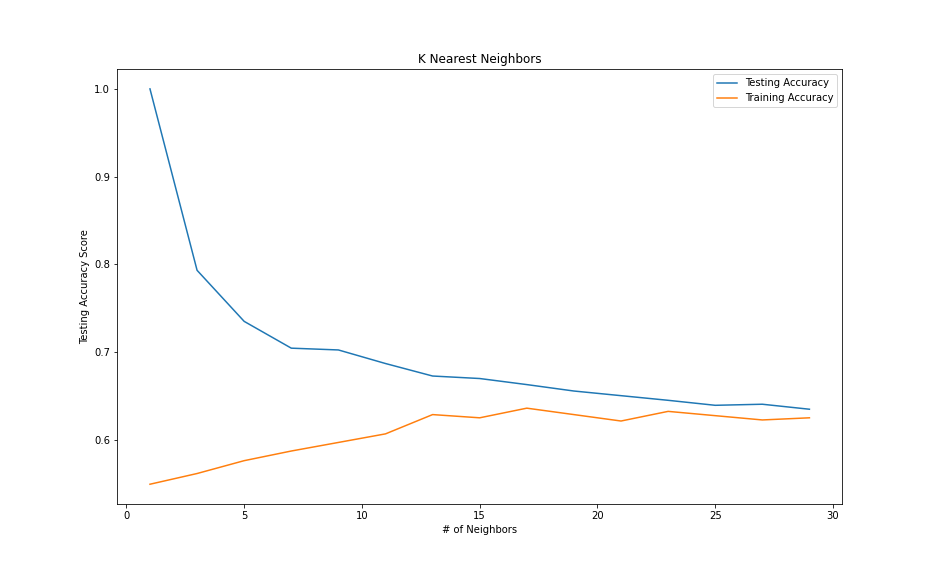 K Nearest Neighbors
Testing Accuracy
Training Accuracy
Testing Accuracy Score
1.0
0.9
0.8
0.7
0.6
0 5 10 15 20 25 30
# of Neighbors